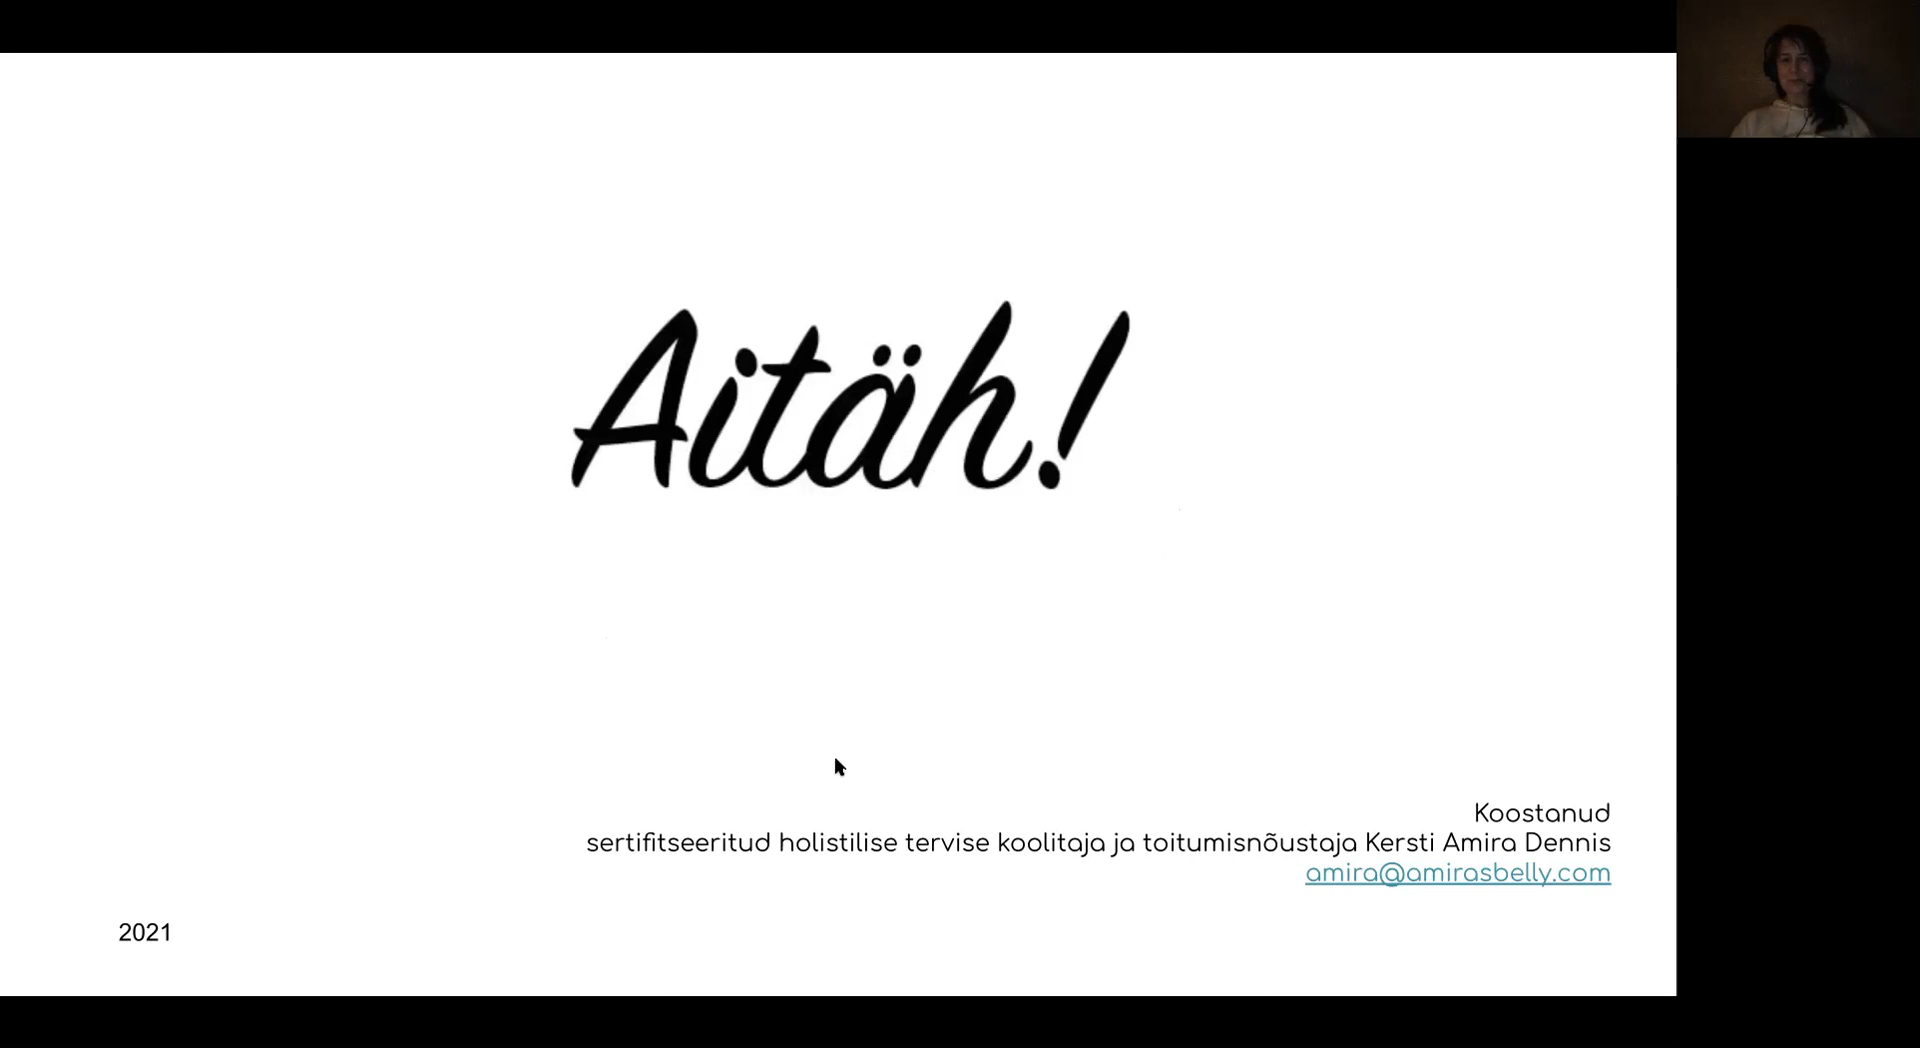 Aitäh!
Koostanud
sertifitseeritud holistilise tervise koolitaja ja toitumisnõustaja Kersti Amira Dennis
amira@amirasbelly.com
2021